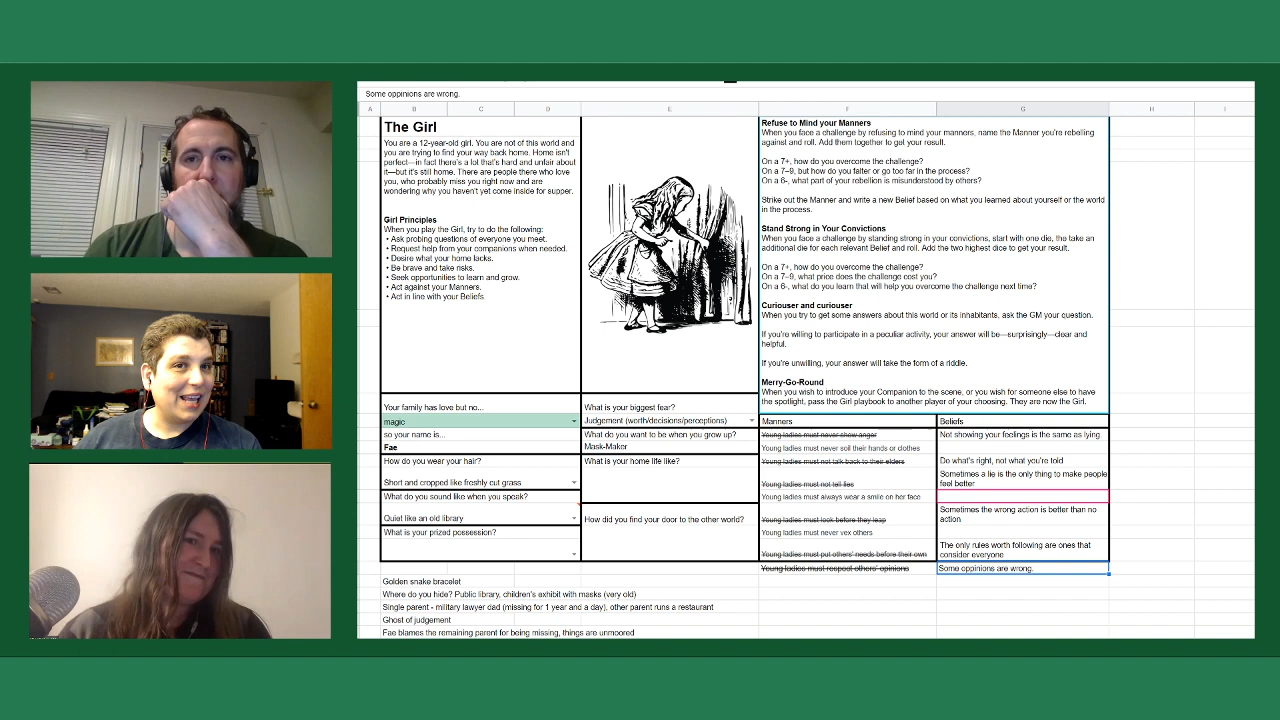 Some oppinions are wrong.
A B C D E F G H I
The Girl
You are a 12-year-old girl. You are not of this world and
you are trying to find your way back home. Home isn't
perfect—in fact there's a lot that's hard and unfair about
it—but it's still home. There are people there who love
you, who probably miss you right now and are
wondering why you haven't yet come inside for supper.
Girl Principles
When you play the Girl, try to do the following:
• Ask probing questions of everyone you meet.
• Request help from your companions when needed.
• Desire what your home lacks.
• Be brave and take risks.
• Seek opportunities to learn and grow.
• Act against your Manners.
• Act in line with your Beliefs.
Refuse to Mind your Manners
When you face a challenge by refusing to mind your manners, name the Manner you're rebelling
against and roll. Add them together to get your result.
On a 7+, how do you overcome the challenge?
On a 7–9, but how do you falter or go too far in the process?
On a 6-, what part of your rebellion is misunderstood by others?
Strike out the Manner and write a new Belief based on what you learned about yourself or the world
in the process.
Stand Strong in Your Convictions
When you face a challenge by standing strong in your convictions, start with one die, the take an
additional die for each relevant Belief and roll. Add the two highest dice to get your result.
On a 7+, how do you overcome the challenge?
On a 7–9, what price does the challenge cost you?
On a 6-, what do you learn that will help you overcome the challenge next time?
Curiouser and curiouser
When you try to get some answers about this world or its inhabitants, ask the GM your question.
If you're willing to participate in a peculiar activity, your answer will be—surprisingly—clear and
helpful.
If you're unwilling, your answer will take the form of a riddle.
Merry-Go-Round
When you wish to introduce your Companion to the scene, or you wish for someone else to have
the spotlight, pass the Girl playbook to another player of your choosing. They are now the Girl.
Your family has love but no...
magic
so your name is...
Fae
How do you wear your hair?
Short and cropped like freshly cut grass
What do you sound like when you speak?
Quiet like an old library
What is your prized possession?
What is your biggest fear?
Judgement (worth/decisions/perceptions)
What do you want to be when you grow up?
Mask-Maker
What is your home life like?
How did you find your door to the other world?
Manners
Young ladies must never show anger
Young ladies must never soil their hands or clothes
Young ladies must not talk back to their elders
Young ladies must not tell lies
Young ladies must always wear a smile on her face
Young ladies must look before they leap
Young ladies must never vex others
Young ladies must put others' needs before their own
Young ladies must respect others' opinions
Beliefs
Not showing your feelings is the same as lying.
Do what's right, not what you're told
Sometimes a lie is the only thing to make people
feel better
Sometimes the wrong action is better than no
action
The only rules worth following are ones that
consider everyone
Some oppinions are wrong.
Golden snake bracelet
Where do you hide? Public library, children's exhibit with masks (very old)
Single parent - military lawyer dad (missing for 1 year and a day), other parent runs a restaurant
Ghost of judgement
Fae blames the remaining parent for being missing, things are unmoored